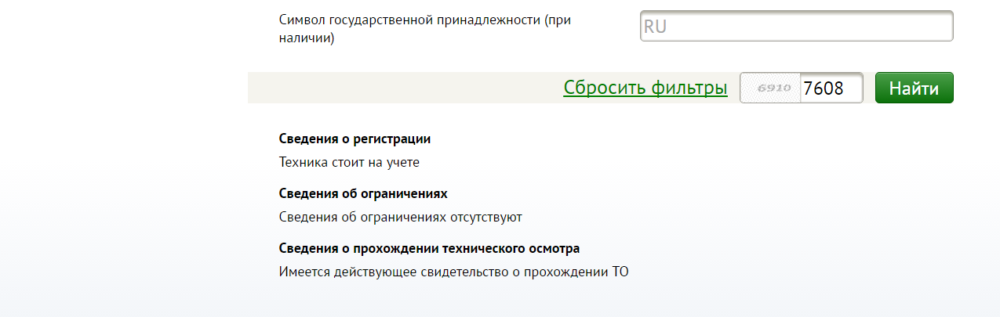 Символ государственной принадлежности (при
наличии)
RU
Сбросить фильтры
6910
7608
Найти
Сведения о регистрации
Техника стоит на учете
Сведения об ограничениях
Сведения об ограничениях отсутствуют
Сведения о прохождении технического осмотра
Имеется действующее свидетельство о прохождении ТО